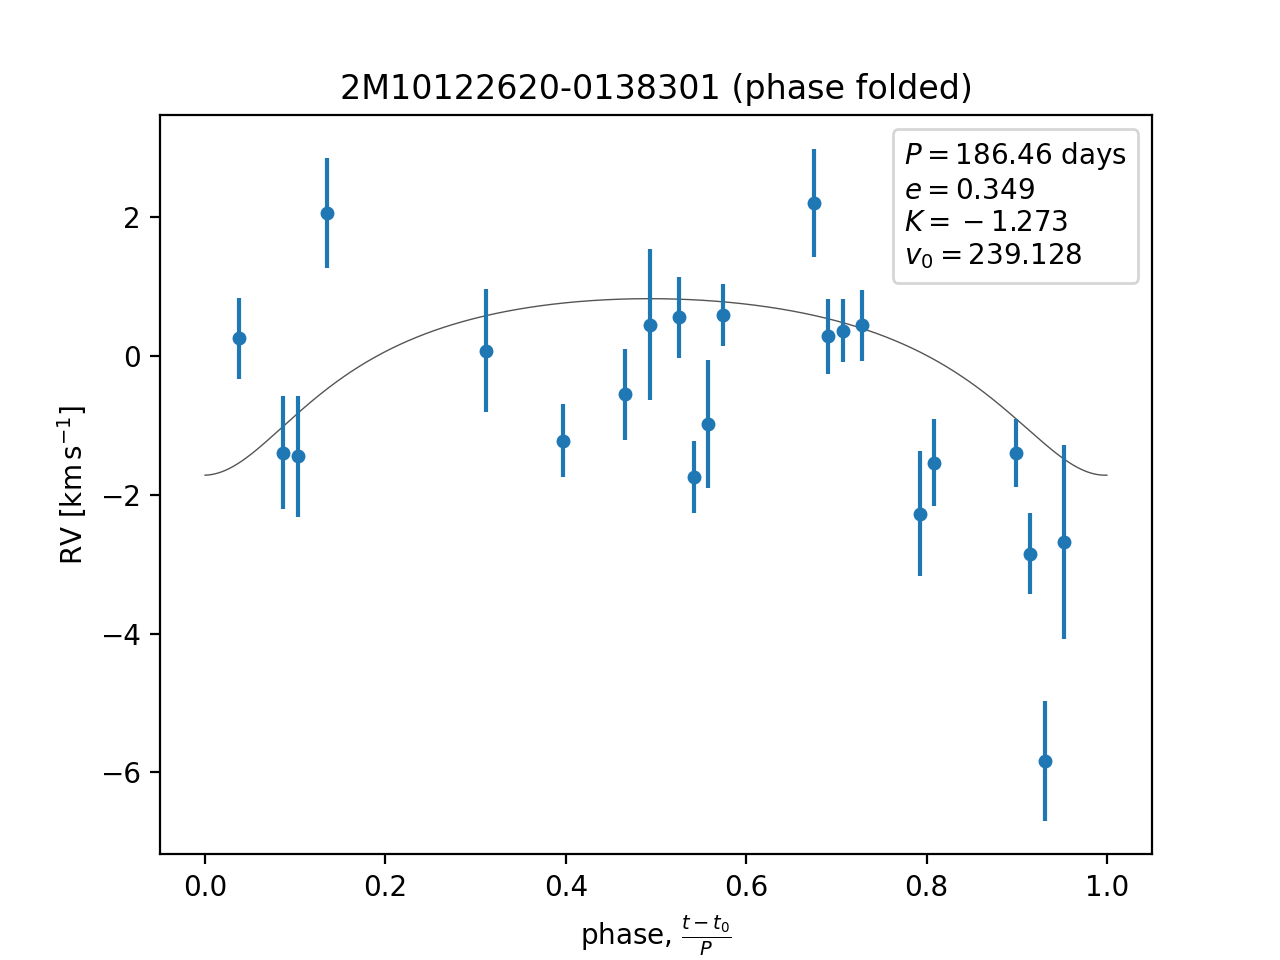 2M10122620-0138301 (phase folded)
P = 186.46 days
e = 0.349
K = −1.273
v₀ = 239.128
RV [km s⁻¹]
2
0
−2
−4
−6
0.0 0.2 0.4 0.6 0.8 1.0
phase, (t − t₀)/P